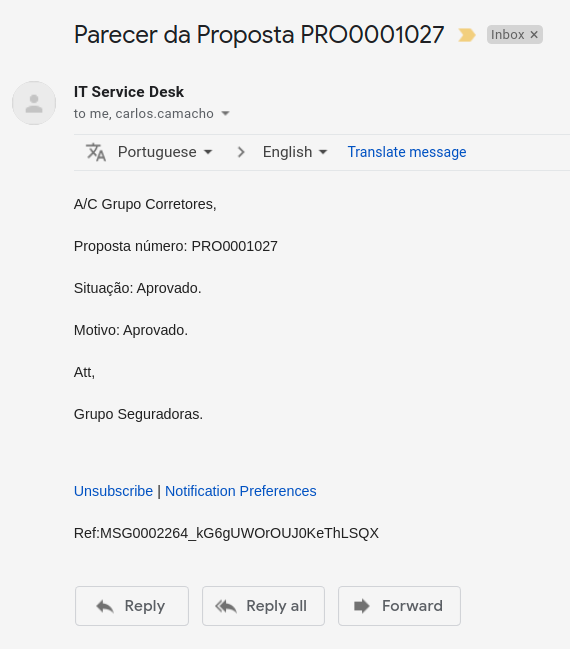 Parecer da Proposta PRO0001027 Inbox ×
IT Service Desk
to me, carlos.camacho
Portuguese > English Translate message
A/C Grupo Corretores,
Proposta número: PRO0001027
Situação: Aprovado.
Motivo: Aprovado.
Att,
Grupo Seguradoras.
Unsubscribe | Notification Preferences
Ref:MSG0002264_kG6gUWOrOUJ0KeThLSQX
Reply Reply all Forward